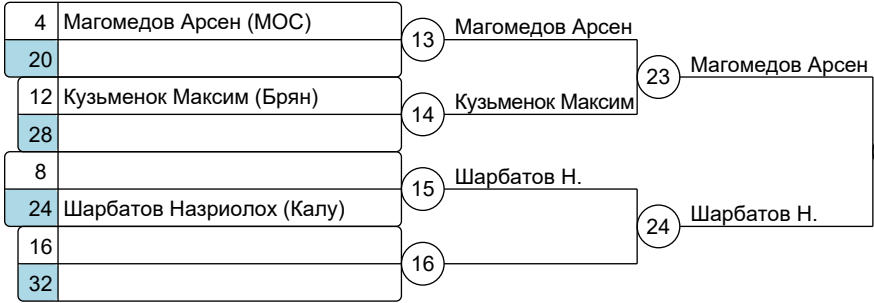 4 Магомедов Арсен (МОС)
13 Магомедов Арсен
20
23 Магомедов Арсен
12 Кузьменок Максим (Брян)
14 Кузьменок Максим
28
8
15 Шарбатов Н.
24 Шарбатов Назриолох (Калу)
24 Шарбатов Н.
16
16
32